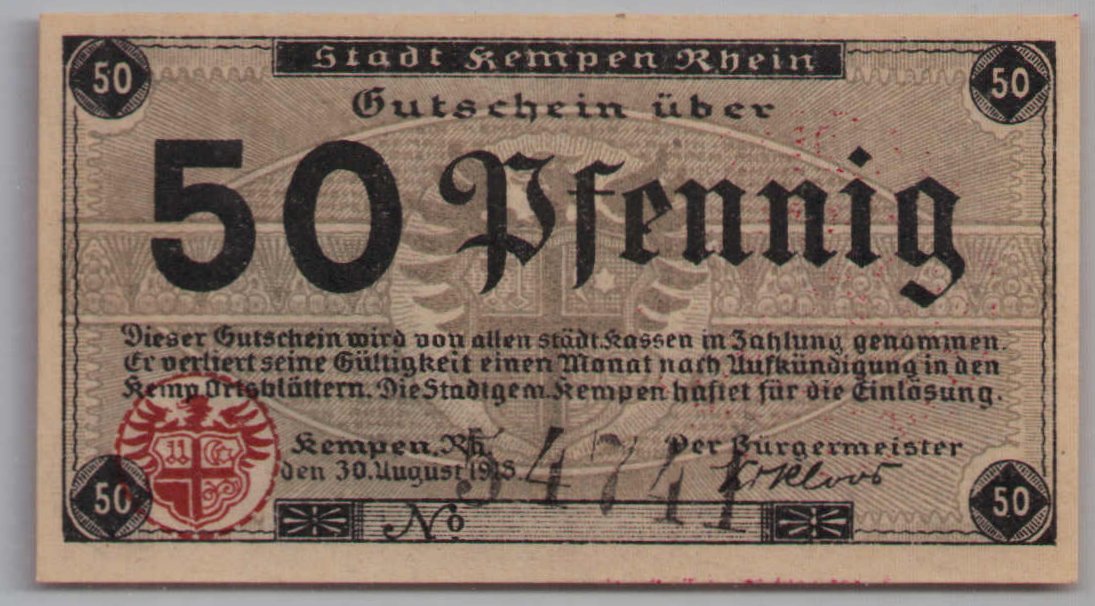 50 Stadt Kempen Rhein 50
Gutschein über
50 Pfennig
Dieser Gutschein wird von allen städt. Kassen in Zahlung genommen.
Er verliert seine Gültigkeit einen Monat nach Aufkündigung in den
Kemp Ortsblättern. Die Stadtgem. Kempen haftet für die Einlösung.
Kempen. Rh. Der Bürgermeister
den 30. August 1918.
54741
50 No 50